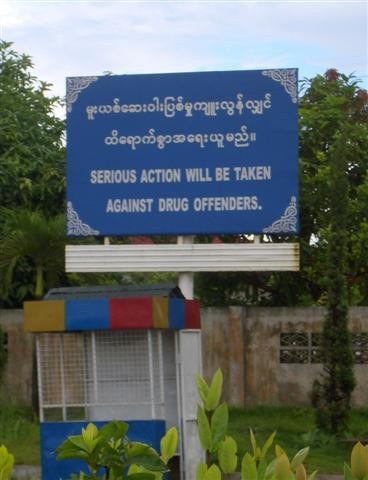 မူးယစ်ဆေးဝါးပြစ်မှုကျူးလွန်လျှင်
ထိရောက်စွာအရေးယူမည်။
SERIOUS ACTION WILL BE TAKEN
AGAINST DRUG OFFENDERS.